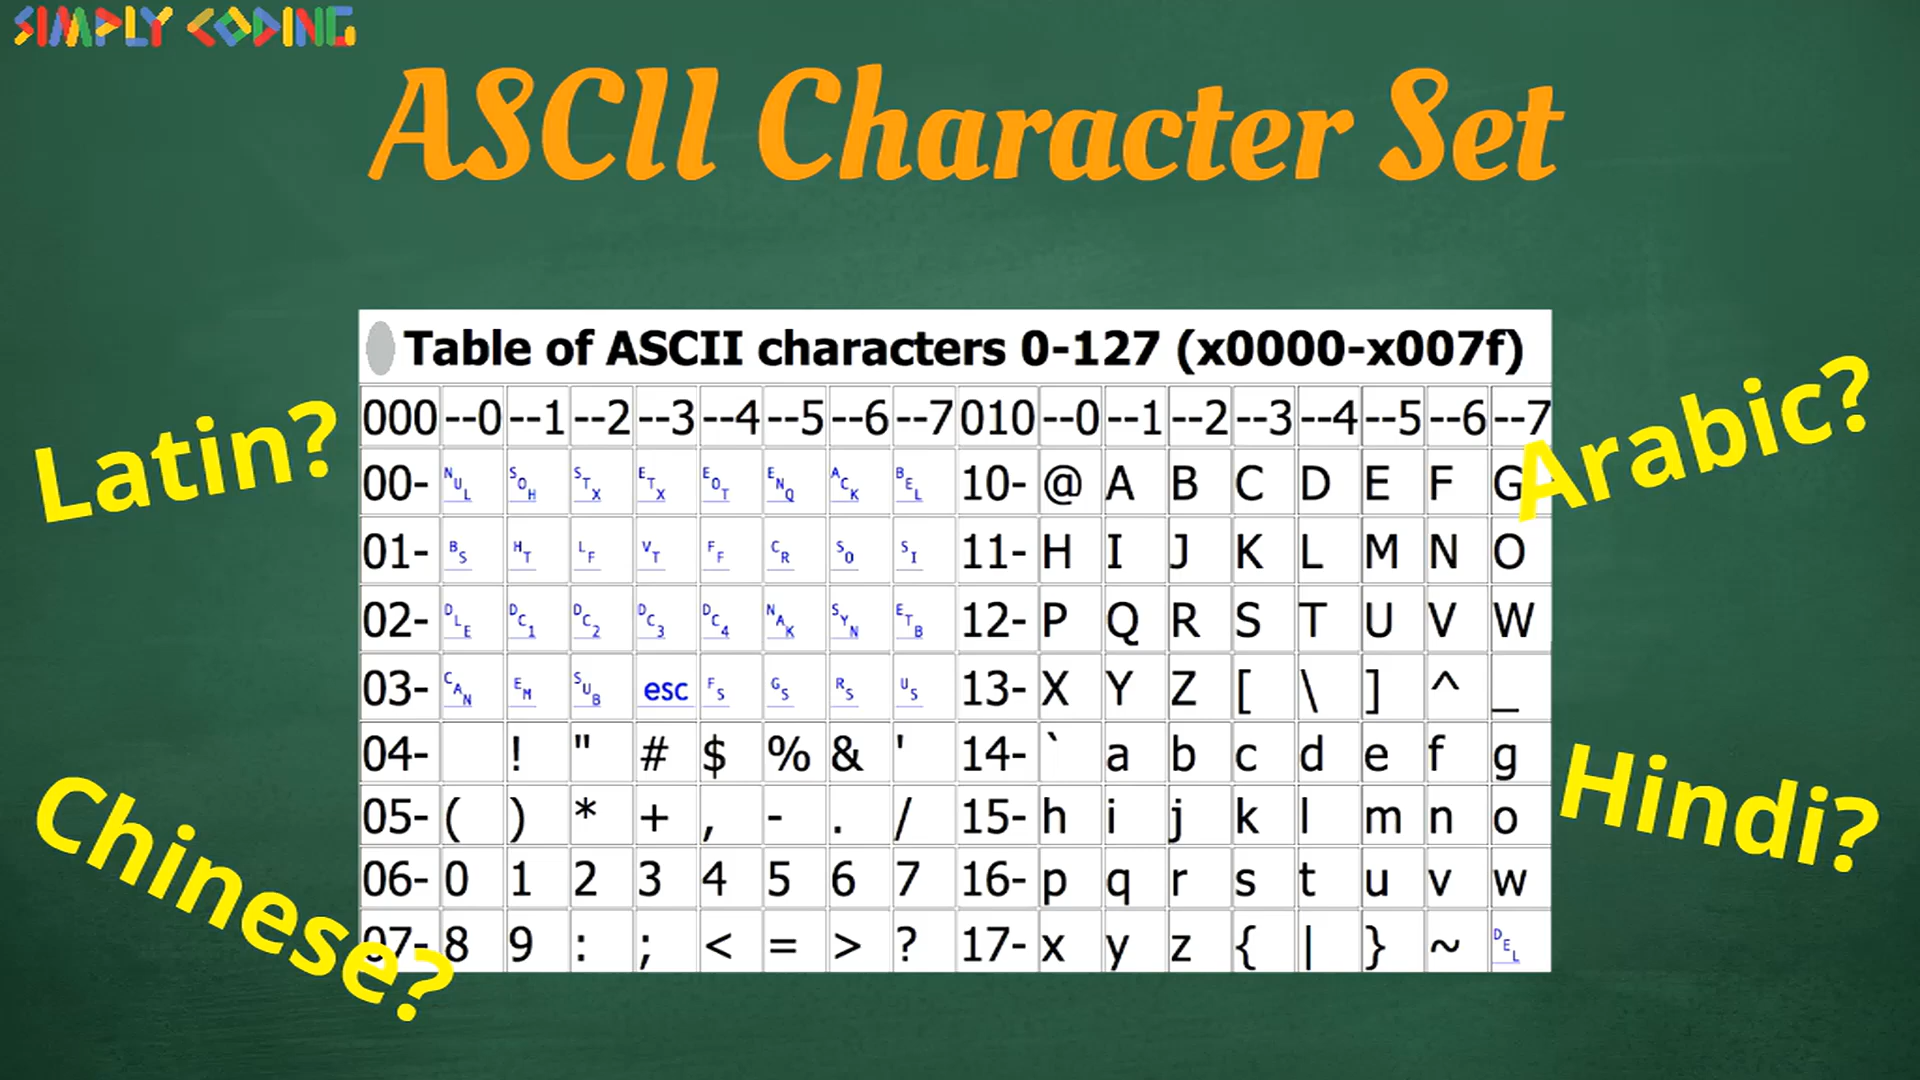 SIMPLY CODING
ASCII Character Set
Table of ASCII characters 0-127 (x0000-x007f)
000 --0 --1 --2 --3 --4 --5 --6 --7 010 --0 --1 --2 --3 --4 --5 --6 --7
00- NUL SOH STX ETX EOT ENQ ACK BEL 10- @ A B C D E F G
01- BS HT LF VT FF CR SO SI 11- H I J K L M N O
02- DLE DC1 DC2 DC3 DC4 NAK SYN ETB 12- P Q R S T U V W
03- CAN EM SUB esc FS GS RS US 13- X Y Z [ \ ] ^ _
04- ! " # $ % & ' 14- ` a b c d e f g
05- ( ) * + , - . / 15- h i j k l m n o
06- 0 1 2 3 4 5 6 7 16- p q r s t u v w
07- 8 9 : ; < = > ? 17- x y z { | } ~ DEL
Latin?
Arabic?
Chinese?
Hindi?